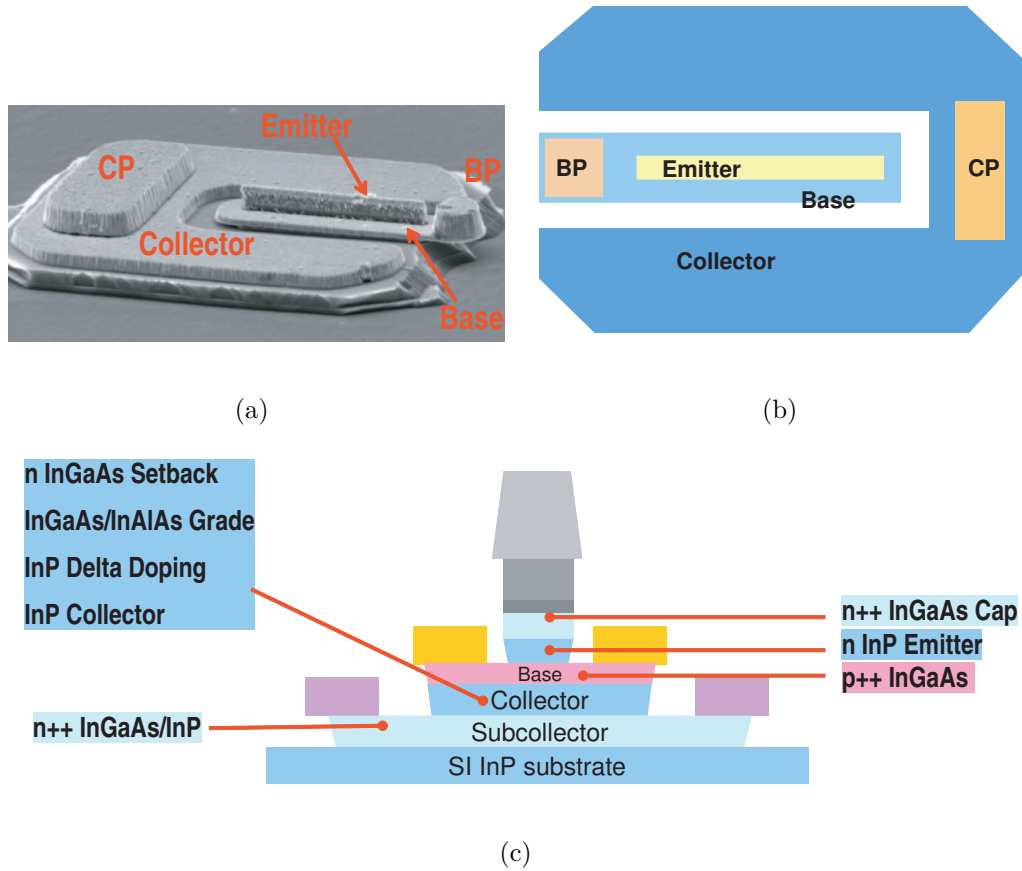 Emitter
CP
BP
Collector
Base
(a)
BP
Emitter
CP
Base
Collector
(b)
n InGaAs Setback
InGaAs/InAlAs Grade
InP Delta Doping
InP Collector
n++ InGaAs Cap
n InP Emitter
p++ InGaAs
Base
Collector
n++ InGaAs/InP
Subcollector
SI InP substrate
(c)